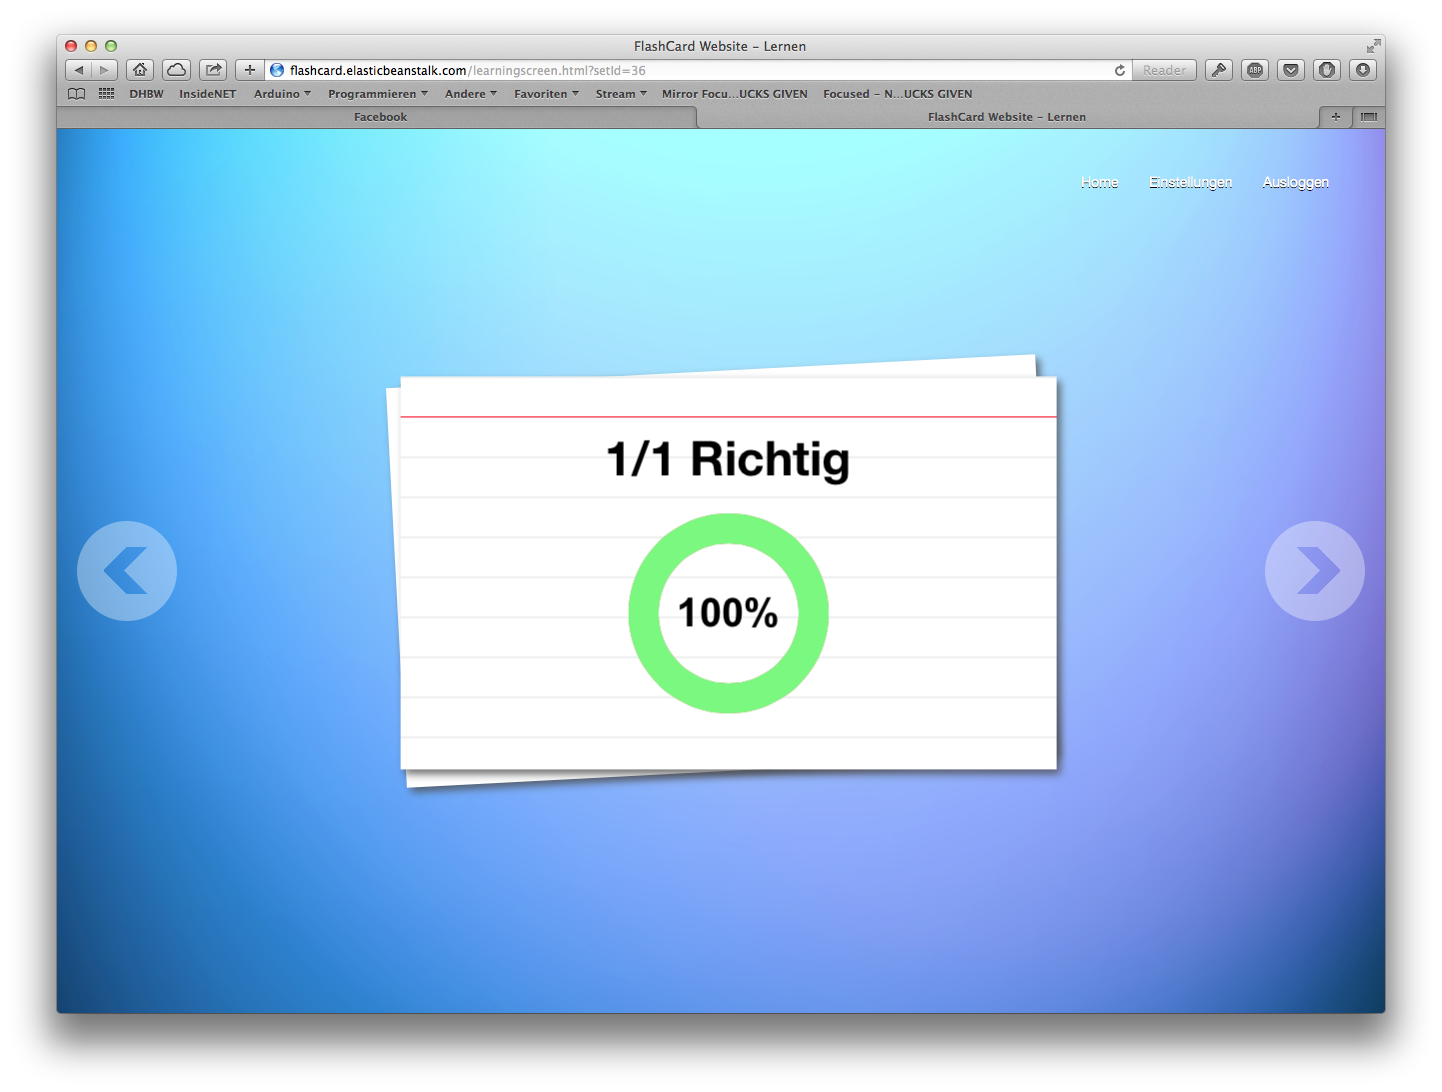 FlashCard Website – Lernen
flashcard.elasticbeanstalk.com/learningscreen.html?setId=36
Reader
ABP
DHBW InsideNET Arduino Programmieren Andere Favoriten Stream Mirror Focu...UCKS GIVEN Focused – N...UCKS GIVEN
Facebook FlashCard Website – Lernen
Home Einstellungen Ausloggen
1/1 Richtig
100%